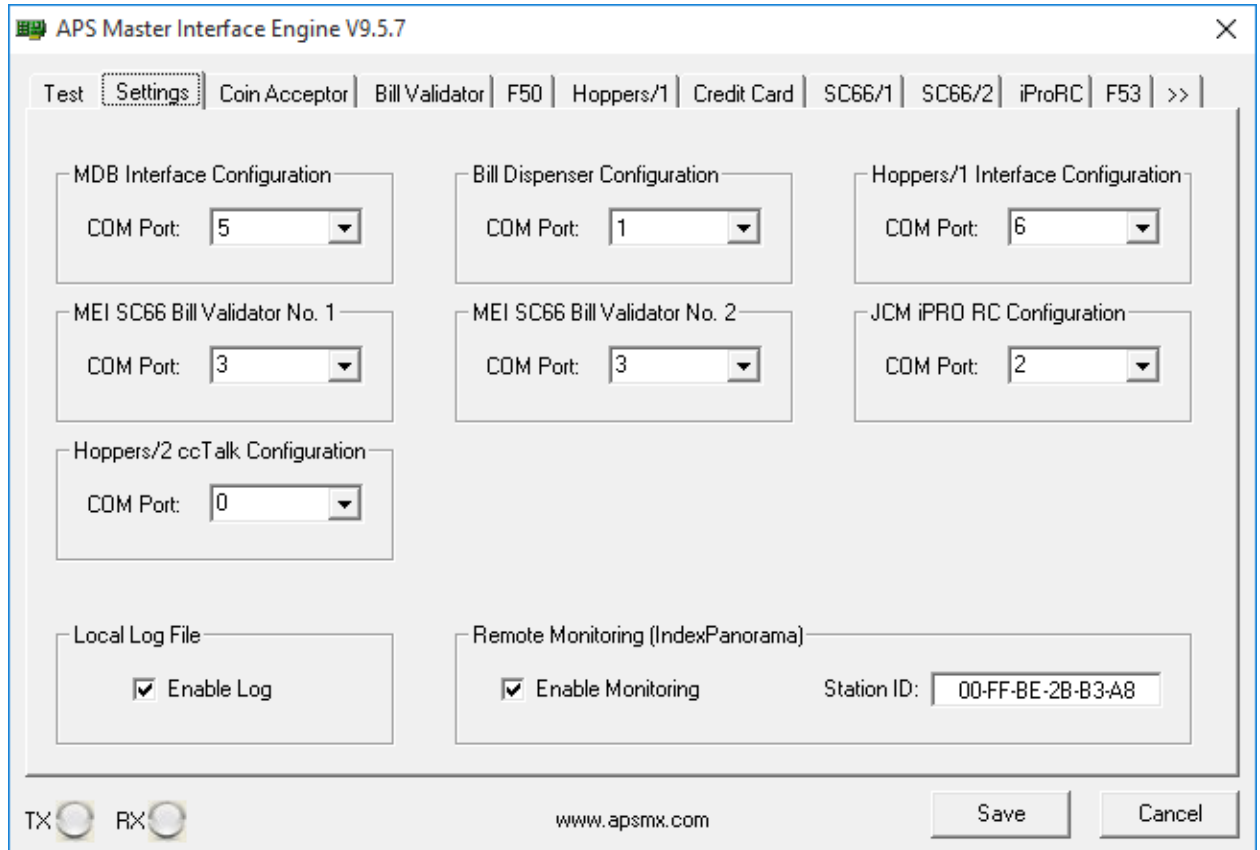 APS Master Interface Engine V9.5.7
Test Settings Coin Acceptor Bill Validator F50 Hoppers/1 Credit Card SC66/1 SC66/2 iProRC F53 >>
MDB Interface Configuration Bill Dispenser Configuration Hoppers/1 Interface Configuration
COM Port: 5 COM Port: 1 COM Port: 6
MEI SC66 Bill Validator No. 1 MEI SC66 Bill Validator No. 2 JCM iPRO RC Configuration
COM Port: 3 COM Port: 3 COM Port: 2
Hoppers/2 ccTalk Configuration
COM Port: 0
Local Log File Remote Monitoring (IndexPanorama)
Enable Log Enable Monitoring Station ID: 00-FF-BE-2B-B3-A8
TX RX www.apsmx.com Save Cancel